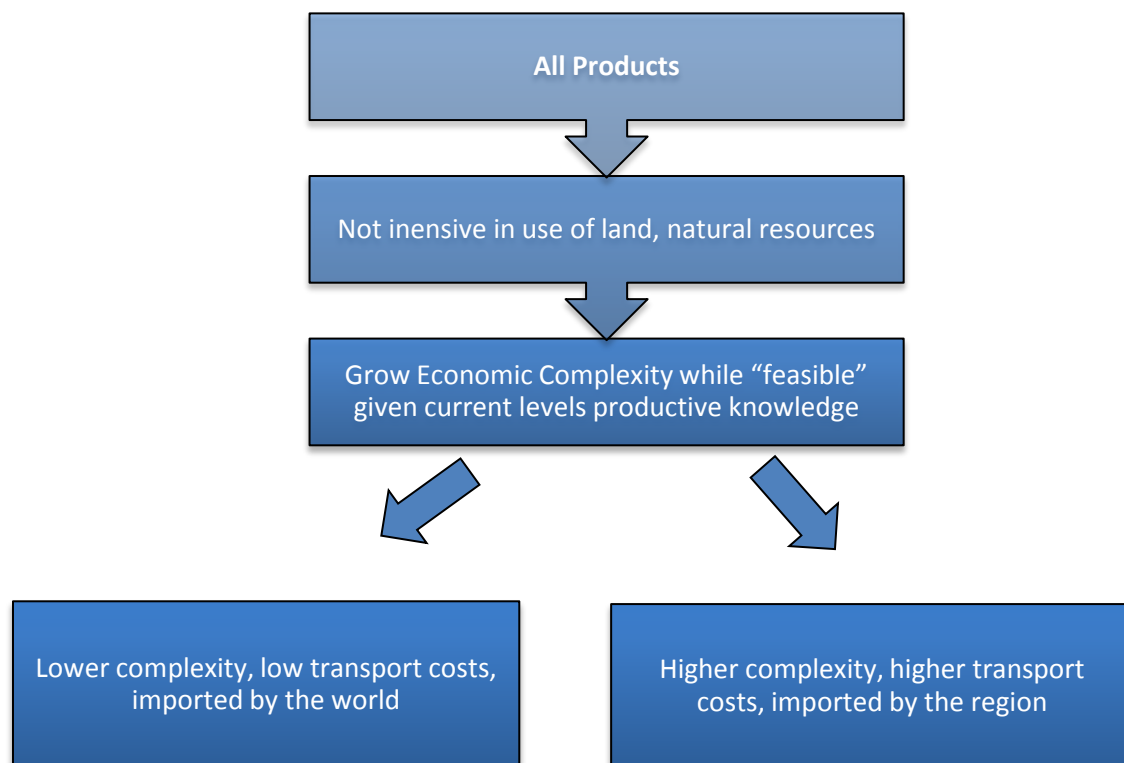 All Products
Not inensive in use of land, natural resources
Grow Economic Complexity while “feasible”
given current levels productive knowledge
Lower complexity, low transport costs,
imported by the world
Higher complexity, higher transport
costs, imported by the region